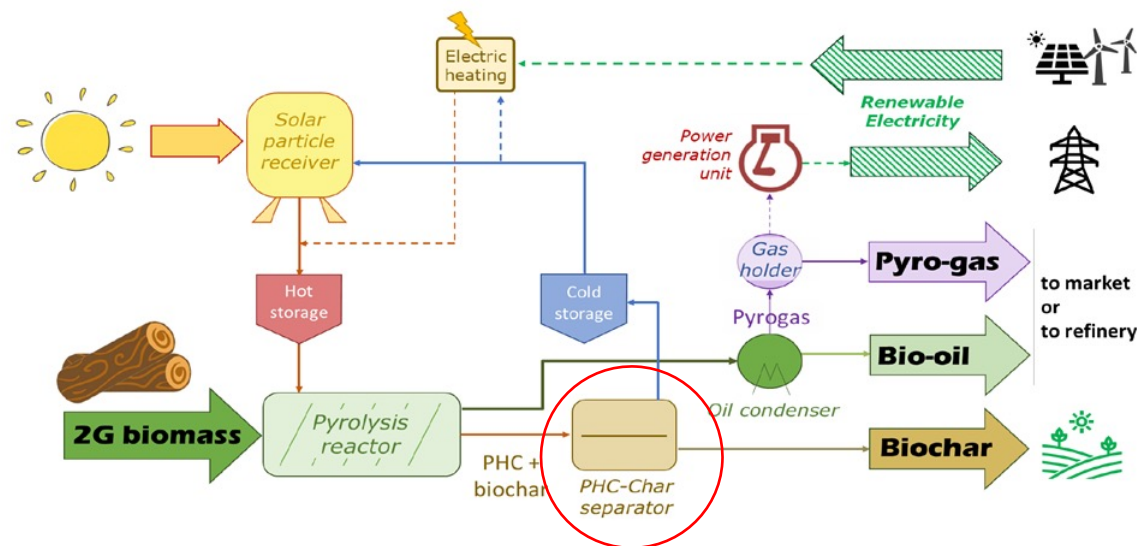 Electric
heating
Renewable
Electricity
Solar
particle
receiver
Power
generation
unit
Gas
holder
Pyro-gas
to market
or
to refinery
Hot
storage
Cold
storage
Pyrogas
Bio-oil
Oil condenser
2G biomass
Pyrolysis
reactor
PHC +
biochar
PHC-Char
separator
Biochar